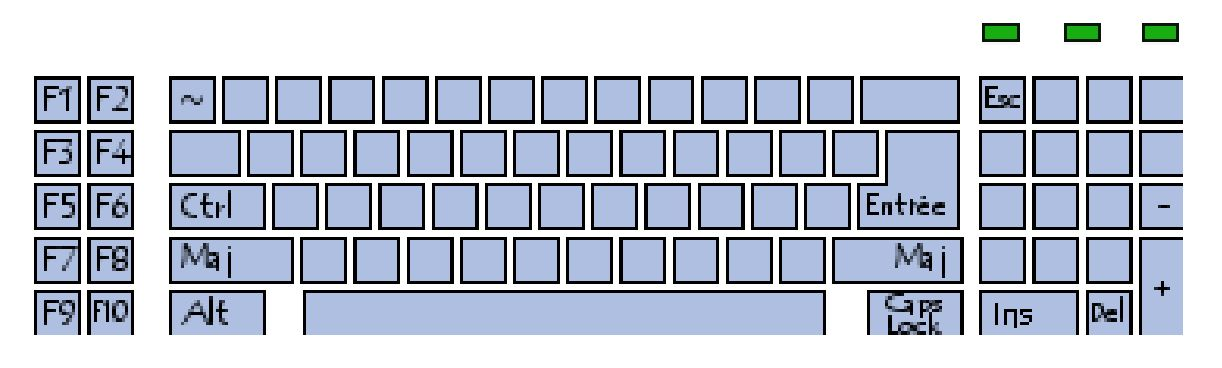 F1 F2 ~ Esc
F3 F4
F5 F6 Ctrl Entrée -
F7 F8 Maj Maj +
F9 F10 Alt Caps Lock Ins Del